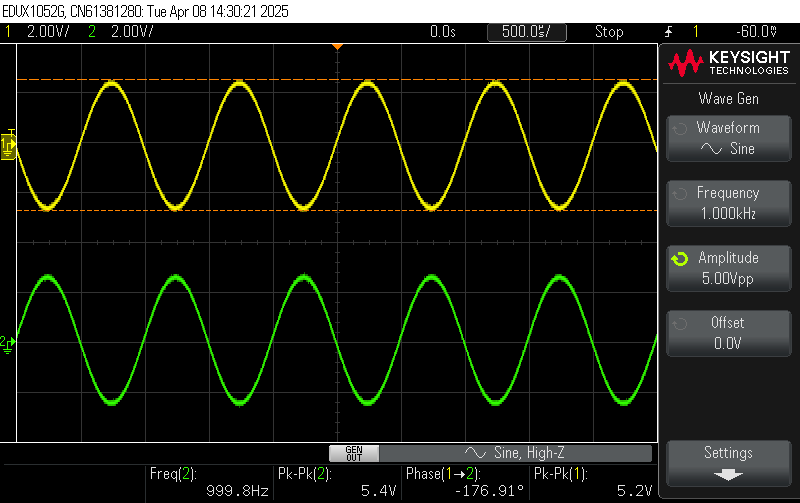 EDUX1052G, CN61381280: Tue Apr 08 14:30:21 2025
1 2.00V/ 2 2.00V/ 0.0s 500.0µs/ Stop 1 -60.0mV
KEYSIGHT
TECHNOLOGIES
Wave Gen
Waveform
Sine
Frequency
1.000kHz
Amplitude
5.00Vpp
Offset
0.0V
T
1
2
GEN
OUT
Sine, High-Z
Settings
Freq(2): Pk-Pk(2): Phase(1→2): Pk-Pk(1):
999.8Hz 5.4V -176.91° 5.2V